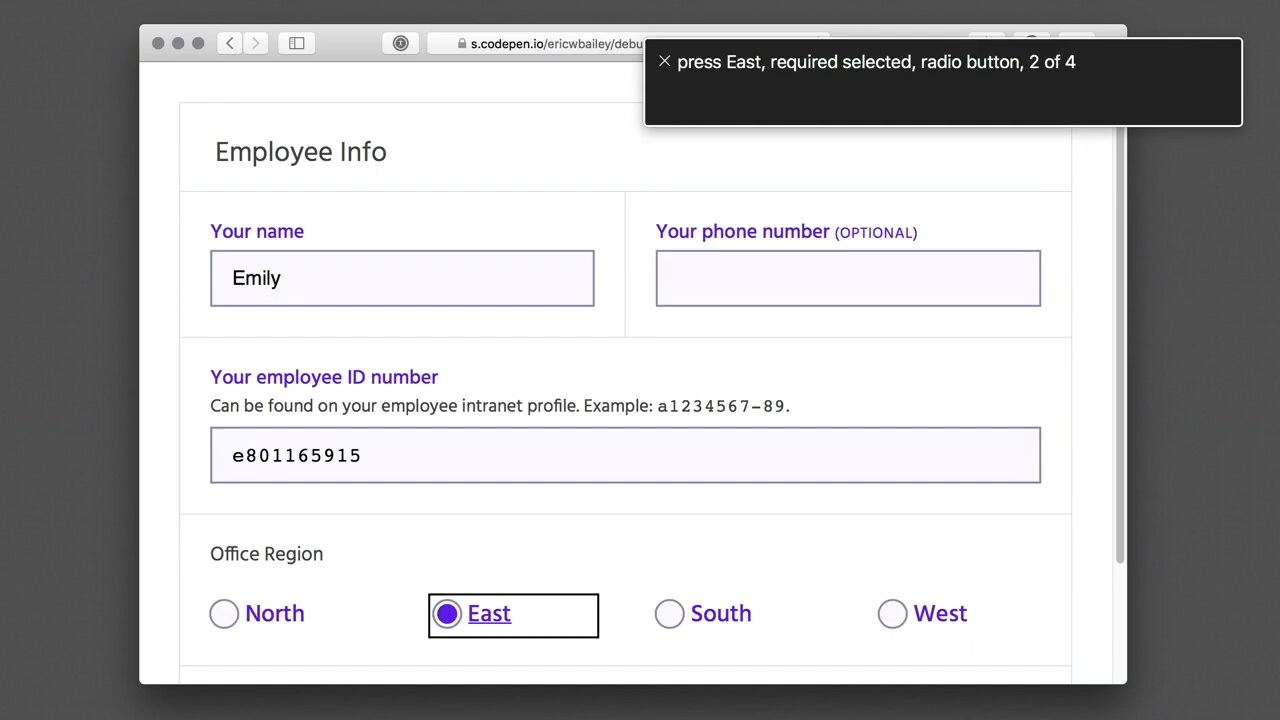 s.codepen.io/ericwbailey/debu
press East, required selected, radio button, 2 of 4
Employee Info
Your name
Your phone number (OPTIONAL)
Emily
Your employee ID number
Can be found on your employee intranet profile. Example: a1234567-89.
e801165915
Office Region
North
East
South
West